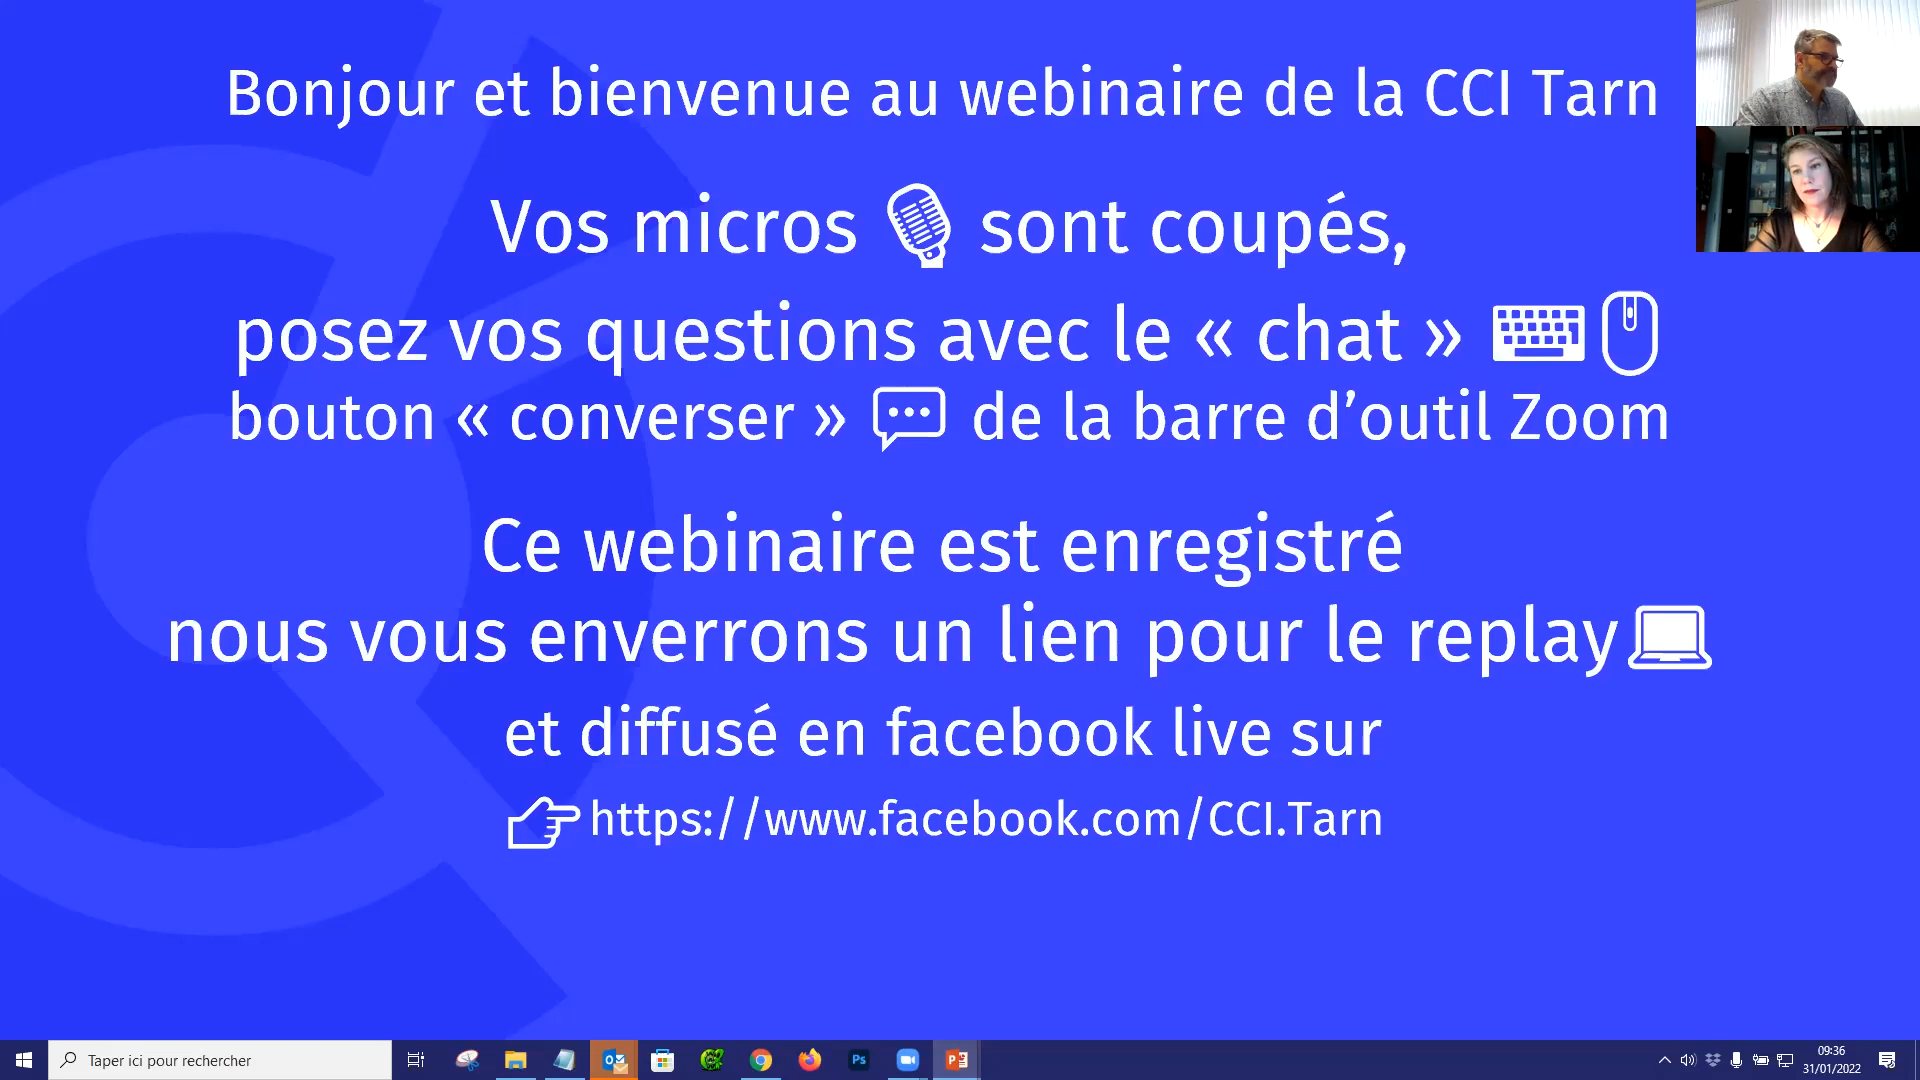 Bonjour et bienvenue au webinaire de la CCI Tarn
Vos micros sont coupés,
posez vos questions avec le « chat »
bouton « converser » de la barre d’outil Zoom
Ce webinaire est enregistré
nous vous enverrons un lien pour le replay
et diffusé en facebook live sur
https://www.facebook.com/CCI.Tarn
Taper ici pour rechercher
Ps
09:36
31/01/2022